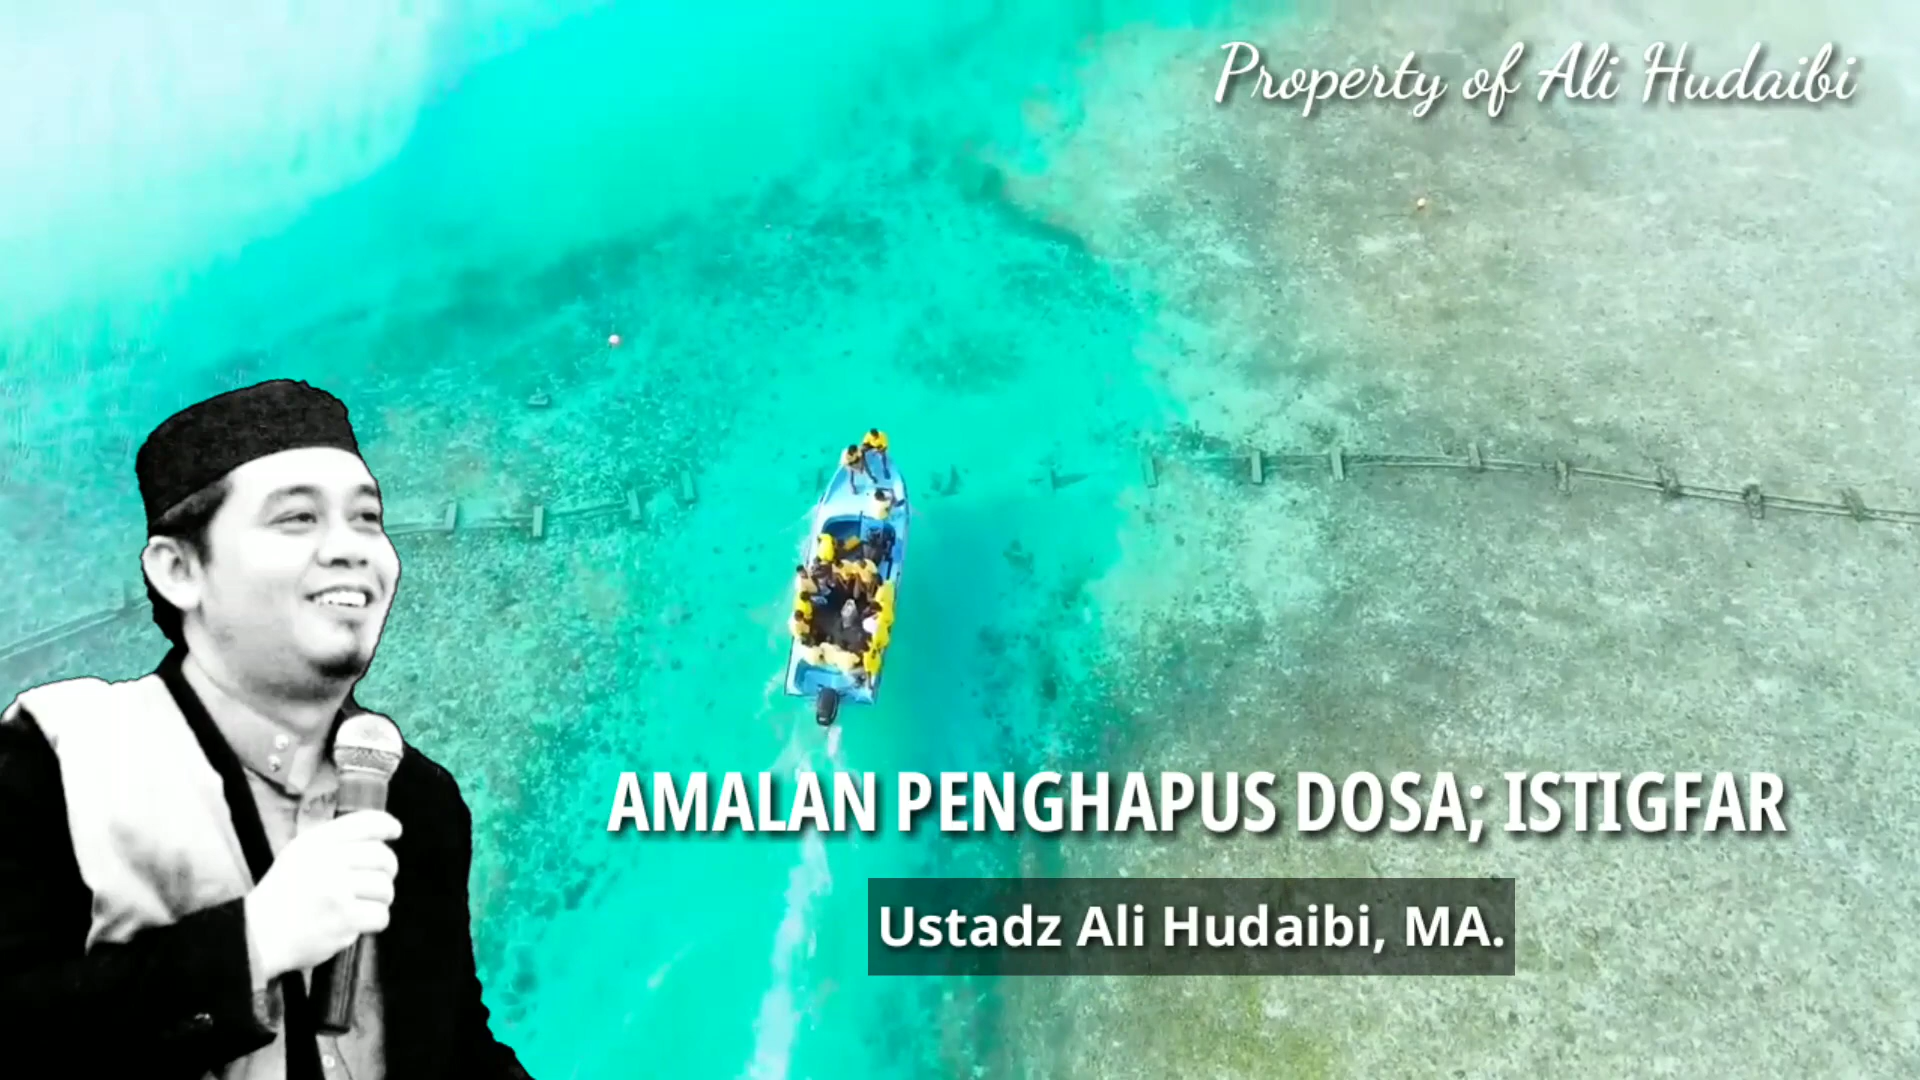 Property of Ali Hudaibi
AMALAN PENGHAPUS DOSA; ISTIGFAR
Ustadz Ali Hudaibi, MA.